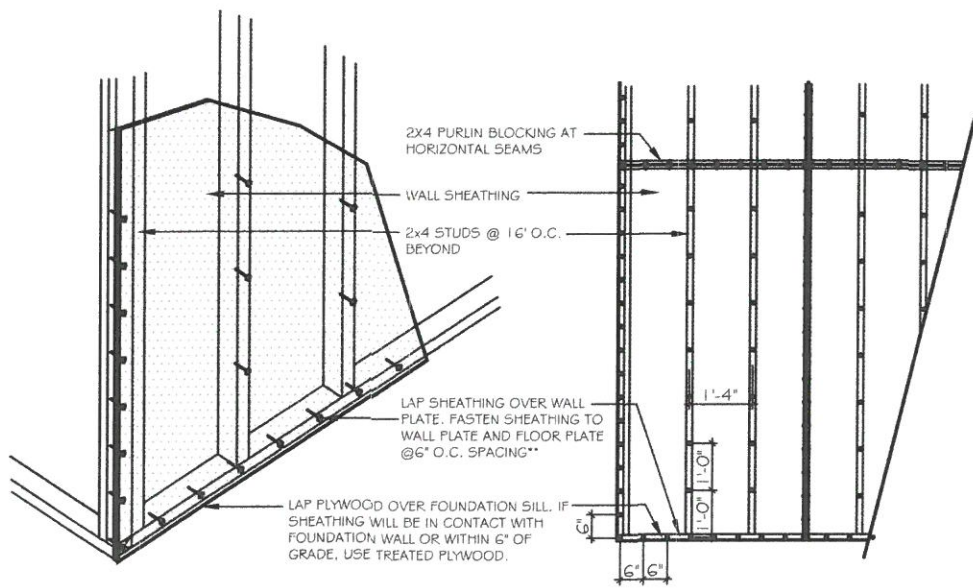 2X4 PURLIN BLOCKING AT
HORIZONTAL SEAMS
WALL SHEATHING
2x4 STUDS @ 16' O.C.
BEYOND
LAP SHEATHING OVER WALL
PLATE. FASTEN SHEATHING TO
WALL PLATE AND FLOOR PLATE
@6" O.C. SPACING**
LAP PLYWOOD OVER FOUNDATION SILL. IF
SHEATHING WILL BE IN CONTACT WITH
FOUNDATION WALL OR WITHIN 6" OF
GRADE, USE TREATED PLYWOOD.
1'-4"
1'-0"
1'-0"
6"
6"
6"